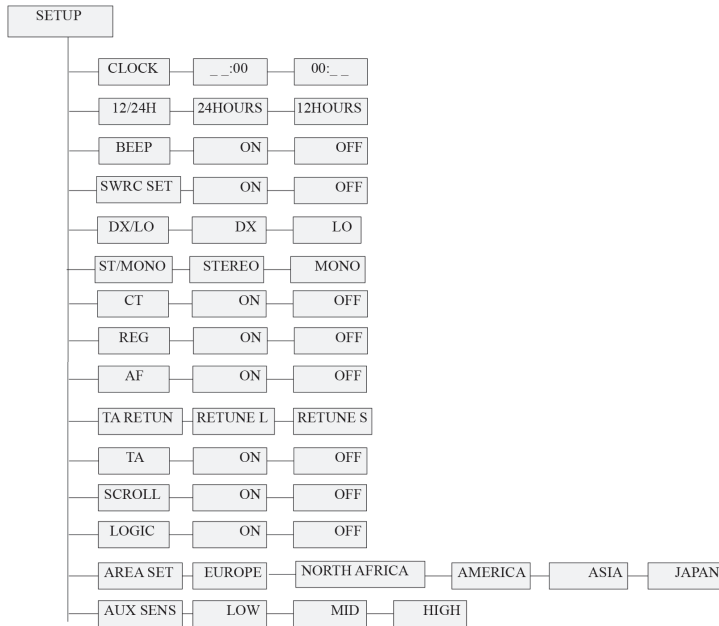 SETUP
CLOCK _ _:00 00:_ _
12/24H 24HOURS 12HOURS
BEEP ON OFF
SWRC SET ON OFF
DX/LO DX LO
ST/MONO STEREO MONO
CT ON OFF
REG ON OFF
AF ON OFF
TA RETUN RETUNE L RETUNE S
TA ON OFF
SCROLL ON OFF
LOGIC ON OFF
AREA SET EUROPE NORTH AFRICA AMERICA ASIA JAPAN
AUX SENS LOW MID HIGH